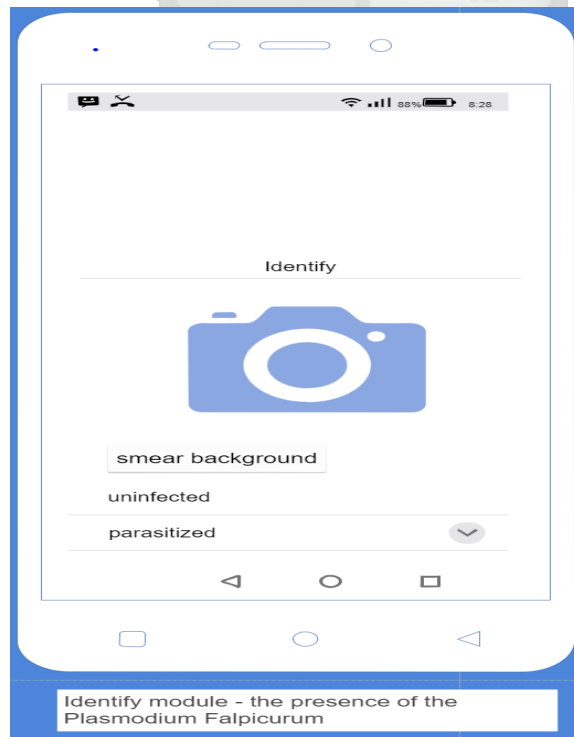 88% 8:28
Identify
smear background
uninfected
parasitized
Identify module - the presence of the
Plasmodium Falpicurum